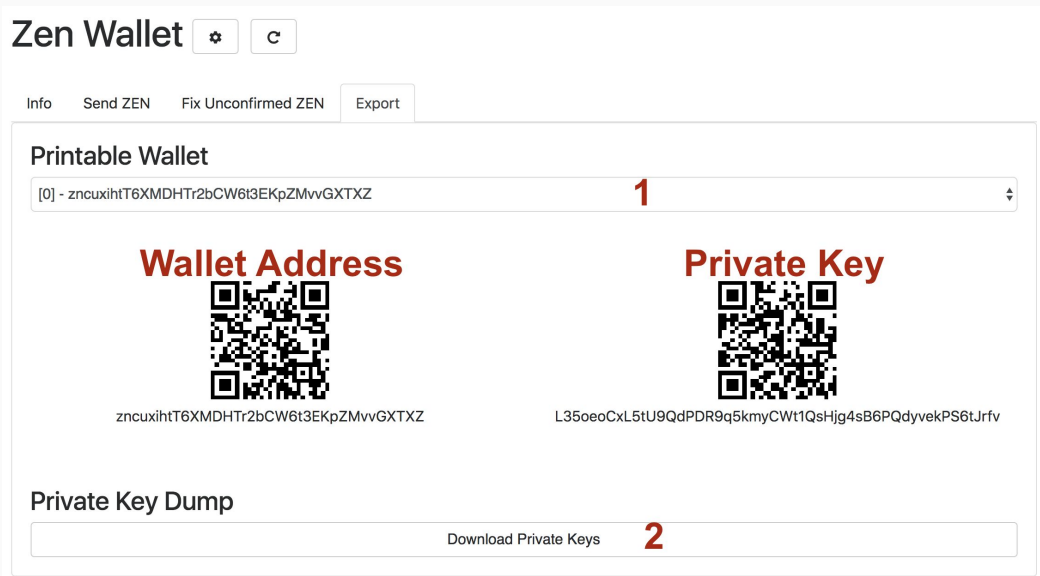 Zen Wallet
Info Send ZEN Fix Unconfirmed ZEN Export
Printable Wallet
[0] - zncuxihtT6XMDHTr2bCW6t3EKpZMvvGXTXZ 1
Wallet Address Private Key
zncuxihtT6XMDHTr2bCW6t3EKpZMvvGXTXZ L35oeoCxL5tU9QdPDR9q5kmyCWt1QsHjg4sB6PQdyvekPS6tJrfv
Private Key Dump
Download Private Keys 2